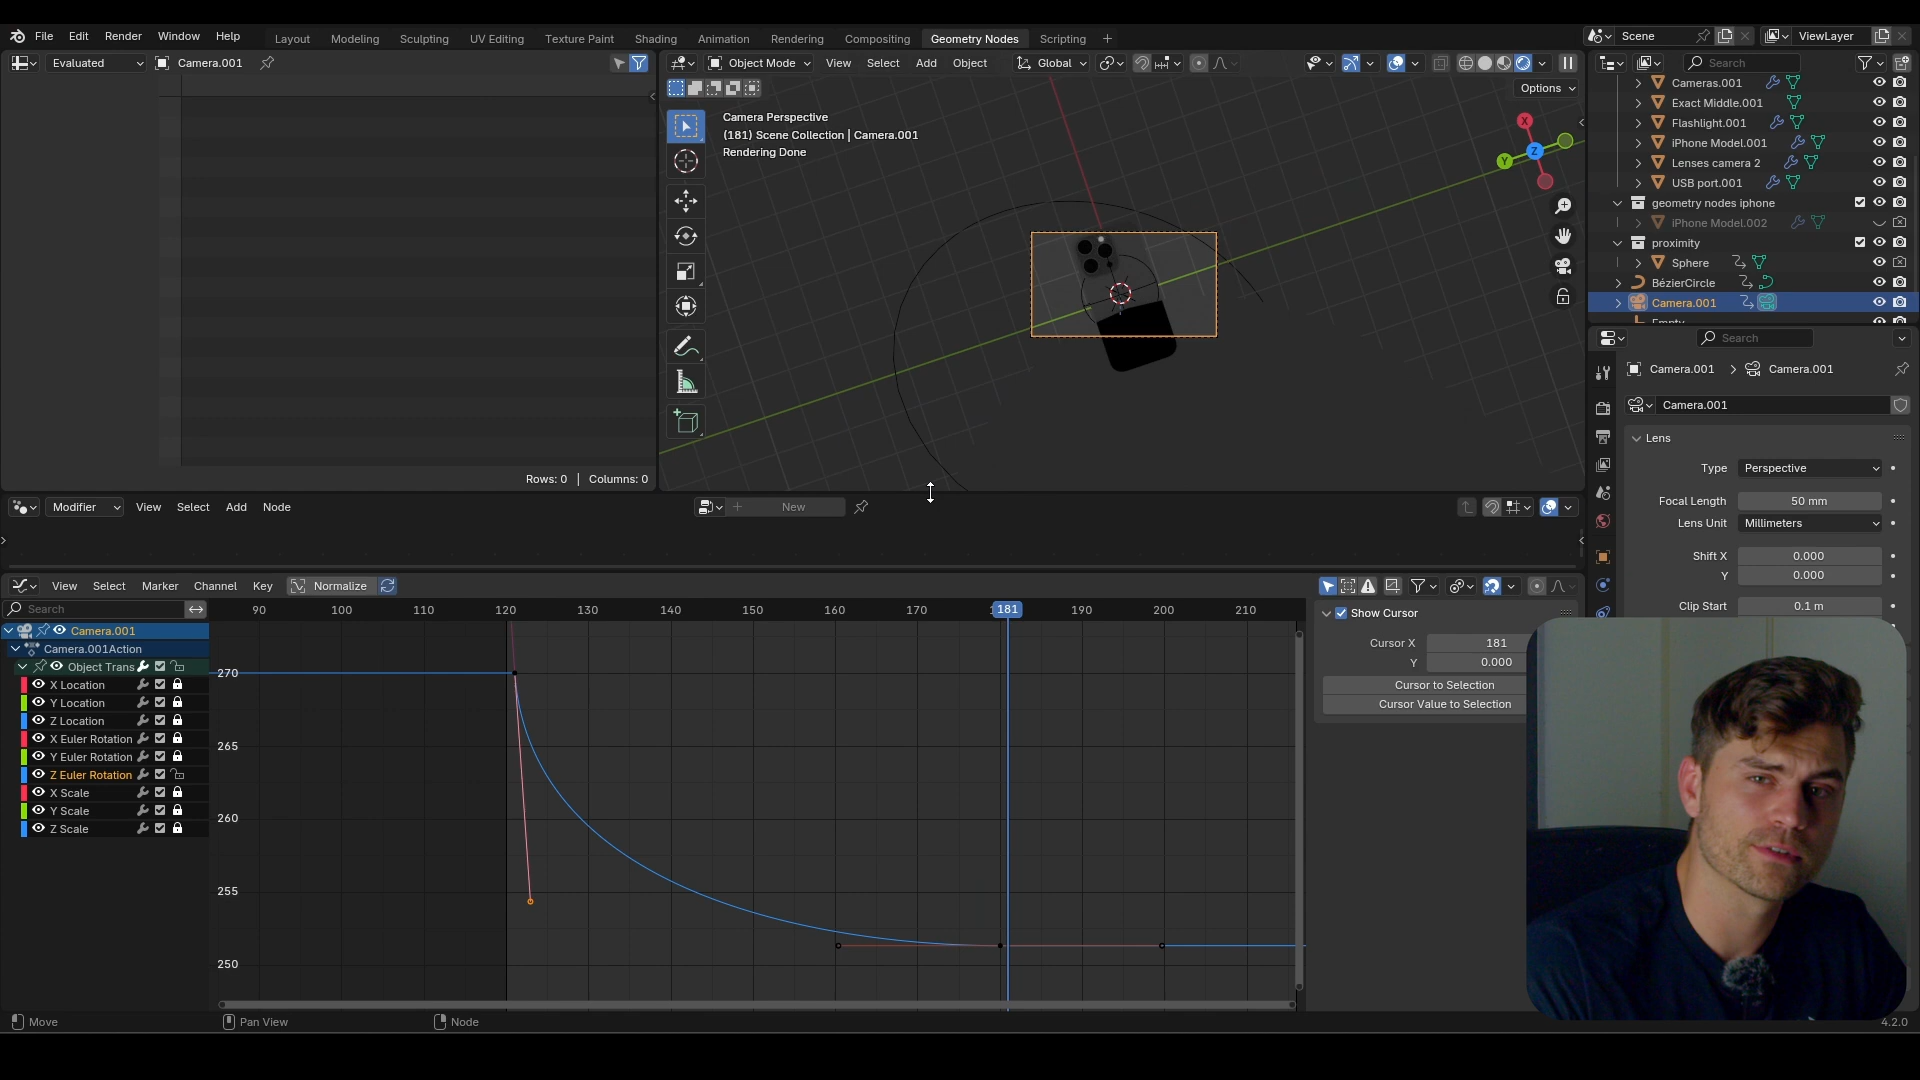 File Edit Render Window Help Layout Modeling Sculpting UV Editing Texture Paint Shading Animation Rendering Compositing Geometry Nodes Scripting + Scene ViewLayer
Evaluated Camera.001
Object Mode View Select Add Object Global
Search
Options
Camera Perspective
(181) Scene Collection | Camera.001
Rendering Done
X
Y
Z
Cameras.001
Exact Middle.001
Flashlight.001
iPhone Model.001
Lenses camera 2
USB port.001
geometry nodes iphone
iPhone Model.002
proximity
Sphere
BézierCircle
Camera.001
Empty
Rows: 0 | Columns: 0
Search
Camera.001 > Camera.001
Camera.001
Lens
Type Perspective
Focal Length 50 mm
Lens Unit Millimeters
Shift X 0.000
Y 0.000
Clip Start 0.1 m
Modifier View Select Add Node
New
View Select Marker Channel Key Normalize
Search
90 100 110 120 130 140 150 160 170 181 190 200 210
Camera.001
Camera.001Action
Object Trans
X Location
Y Location
Z Location
X Euler Rotation
Y Euler Rotation
Z Euler Rotation
X Scale
Y Scale
Z Scale
270
265
260
255
250
Show Cursor
Cursor X 181
Y 0.000
Cursor to Selection
Cursor Value to Selection
Move Pan View Node 4.2.0